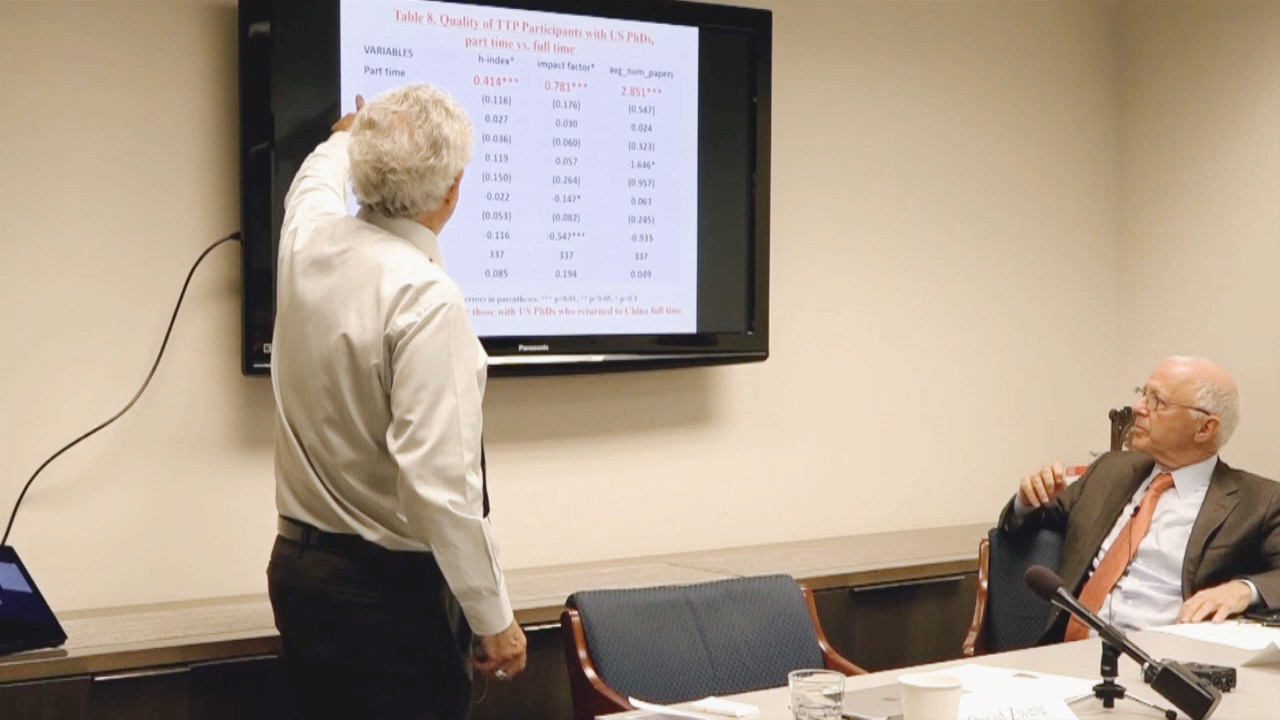 Table 8. Quality of TTP Participants with US PhDs,
part time vs. full time
VARIABLES h-index* impact factor* avg_num_papers
Part time 0.414*** 0.781*** 2.851***
(0.116) (0.176) (0.547)
0.027 0.030 0.024
(0.036) (0.060) (0.323)
0.119 0.057 -1.646*
(0.150) (0.264) (0.957)
-0.022 -0.147* 0.063
(0.053) (0.082) (0.245)
-0.116 -0.547*** -0.933
337 337 337
0.085 0.194 0.049
errors in parentheses. *** p<0.01, ** p<0.05, * p<0.1
those with US PhDs who returned to China full time.
Panasonic
David Zweig